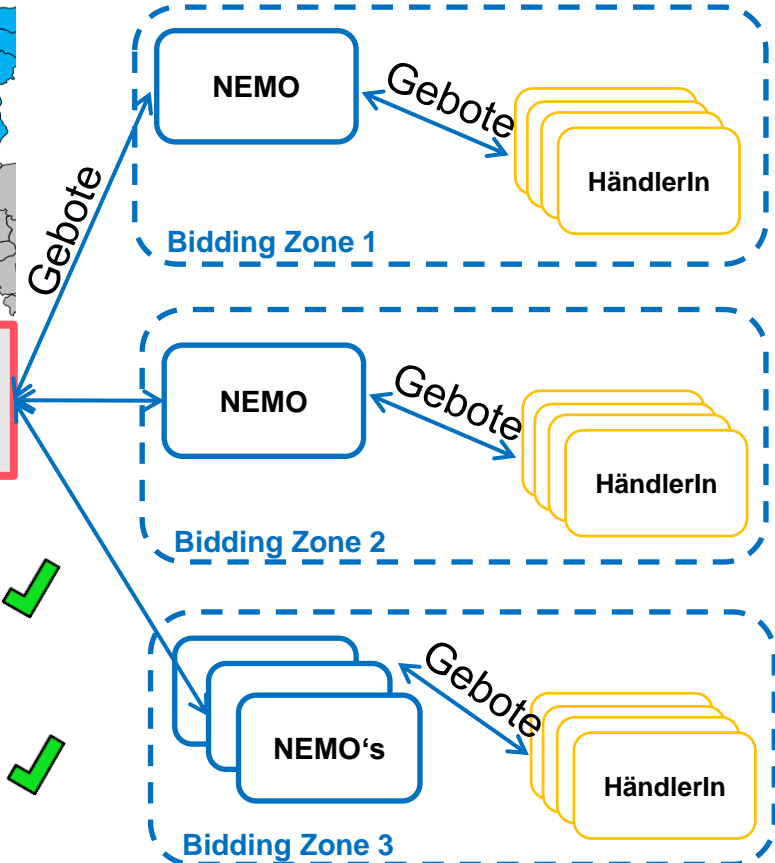 NEMO
Gebote
HändlerIn
Gebote
Bidding Zone 1
NEMO
Gebote
HändlerIn
Bidding Zone 2
Gebote
NEMO‘s
HändlerIn
Bidding Zone 3